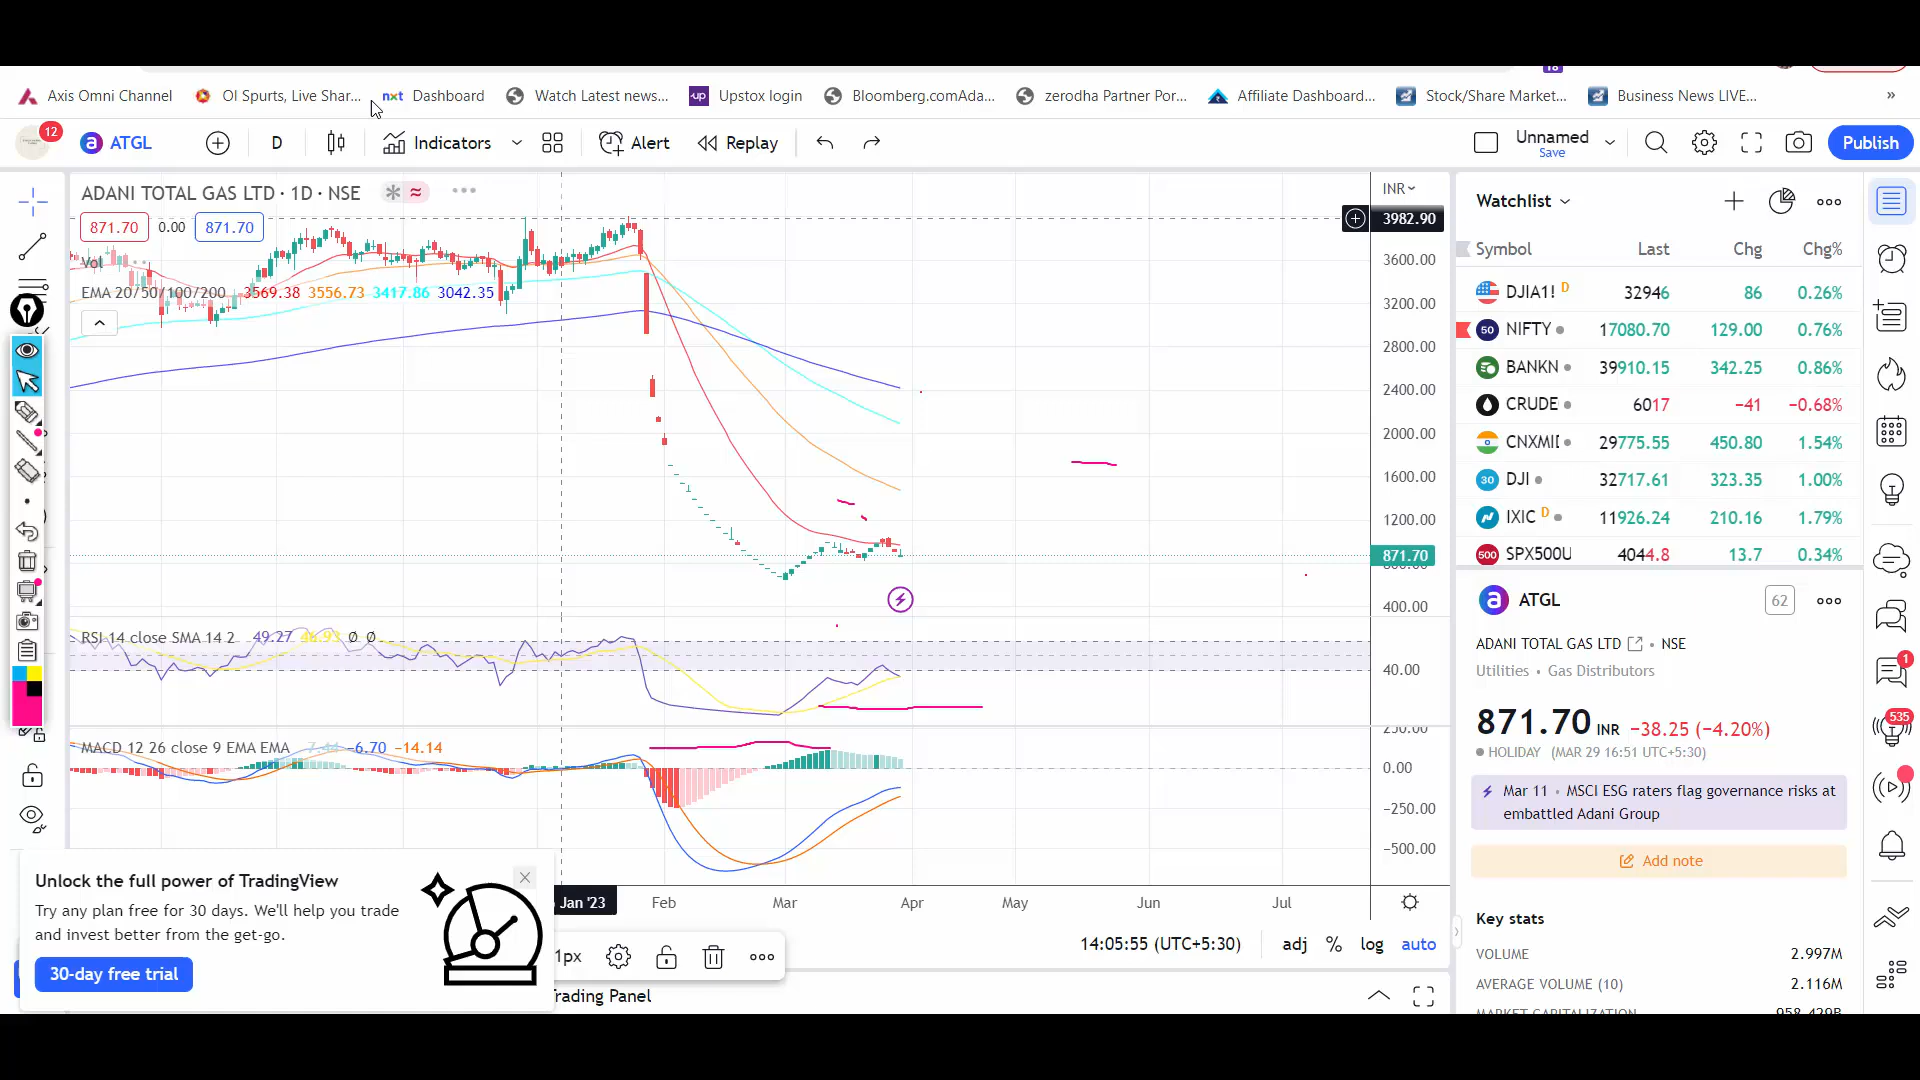 Axis Omni Channel
OI Spurts, Live Shar...
nxt Dashboard
Watch Latest news...
up Upstox login
Bloomberg.comAda...
zerodha Partner Por...
Affiliate Dashboard...
Stock/Share Market...
Business News LIVE...
»
12
a ATGL
D
Indicators
Alert
Replay
Unnamed
Save
Publish
ADANI TOTAL GAS LTD · 1D · NSE
871.70 0.00 871.70
Vol
EMA 20/50/100/200 3569.38 3556.73 3417.86 3042.35
INR
3982.90
3600.00
3200.00
2800.00
2400.00
2000.00
1600.00
1200.00
871.70
400.00
RSI 14 close SMA 14 2 49.27 Ø Ø
40.00
MACD 12 26 close 9 EMA EMA −6.70 −14.14
0.00
−250.00
−500.00
Jan '23 Feb Mar Apr May Jun Jul
Unlock the full power of TradingView
Try any plan free for 30 days. We'll help you trade
and invest better from the get-go.
30-day free trial
1px
14:05:55 (UTC+5:30) adj % log auto
Trading Panel
Watchlist
Symbol Last Chg Chg%
DJIA1! D 32946 86 0.26%
50 NIFTY 17080.70 129.00 0.76%
BANKN 39910.15 342.25 0.86%
CRUDE 6017 −41 −0.68%
CNXMI 29775.55 450.80 1.54%
30 DJI 32717.61 323.35 1.00%
IXIC D 11926.24 210.16 1.79%
500 SPX500U 4044.8 13.7 0.34%
a ATGL 62
ADANI TOTAL GAS LTD · NSE
Utilities · Gas Distributors
871.70 INR −38.25 (−4.20%)
HOLIDAY (MAR 29 16:51 UTC+5:30)
Mar 11 · MSCI ESG raters flag governance risks at
embattled Adani Group
Add note
Key stats
VOLUME 2.997M
AVERAGE VOLUME (10) 2.116M
MARKET CAPITALIZATION 958.429B
1
535